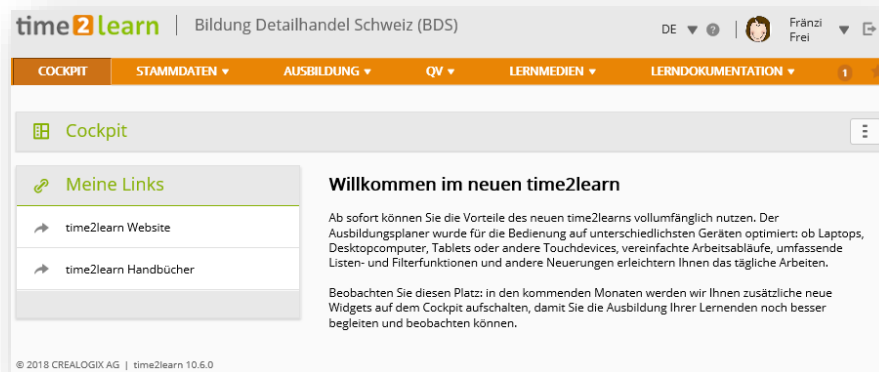 time2learn | Bildung Detailhandel Schweiz (BDS)
DE
Fränzi
Frei
COCKPIT STAMMDATEN AUSBILDUNG QV LERNMEDIEN LERNDOKUMENTATION 1
Cockpit
Meine Links
time2learn Website
time2learn Handbücher
Willkommen im neuen time2learn
Ab sofort können Sie die Vorteile des neuen time2learns vollumfänglich nutzen. Der
Ausbildungsplaner wurde für die Bedienung auf unterschiedlichsten Geräten optimiert: ob Laptops,
Desktopcomputer, Tablets oder andere Touchdevices, vereinfachte Arbeitsabläufe, umfassende
Listen- und Filterfunktionen und andere Neuerungen erleichtern Ihnen das tägliche Arbeiten.
Beobachten Sie diesen Platz: in den kommenden Monaten werden wir Ihnen zusätzliche neue
Widgets auf dem Cockpit aufschalten, damit Sie die Ausbildung Ihrer Lernenden noch besser
begleiten und beobachten können.
© 2018 CREALOGIX AG | time2learn 10.6.0